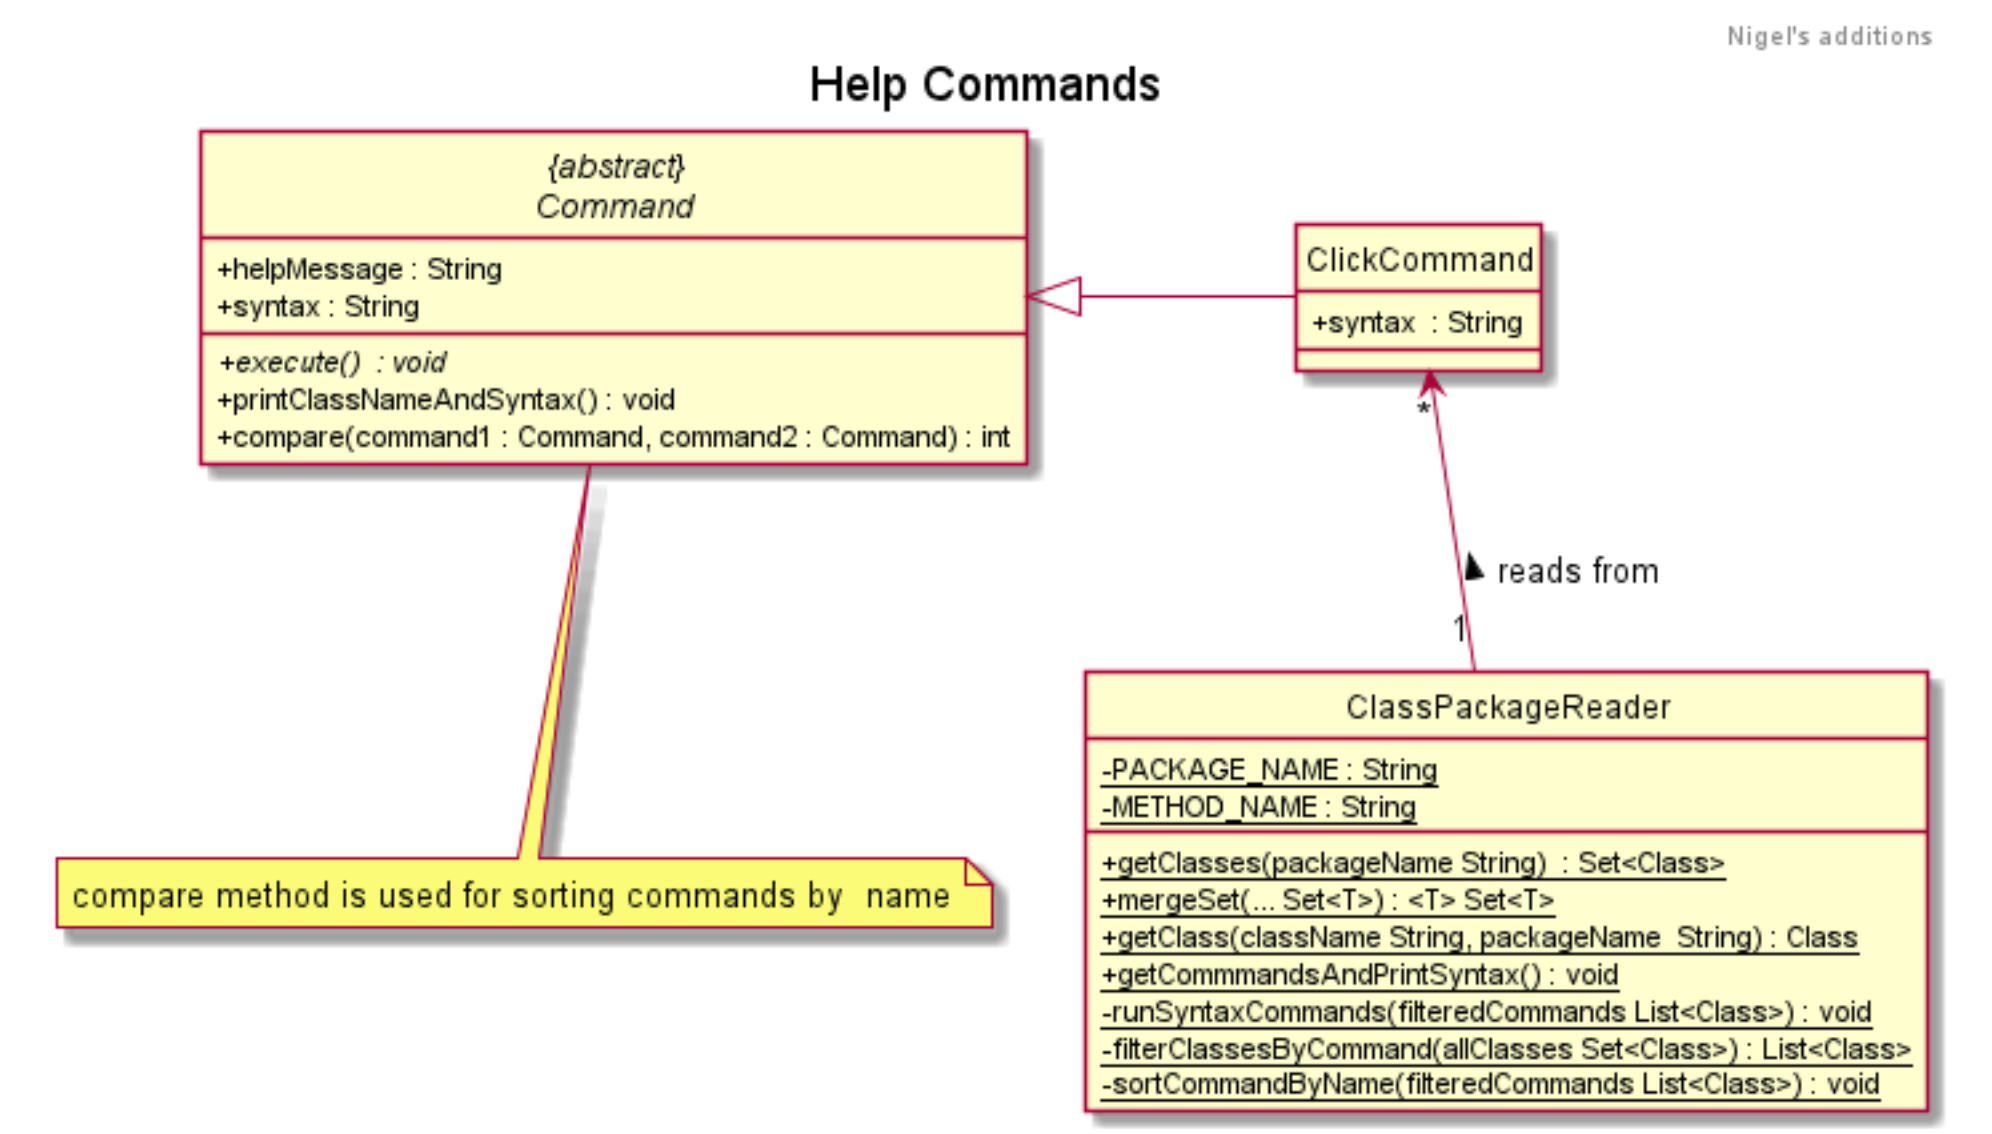 Nigel's additions
Help Commands
{abstract}
Command
+helpMessage : String
+syntax : String
+execute() : void
+printClassNameAndSyntax() : void
+compare(command1 : Command, command2 : Command) : int
ClickCommand
+syntax : String
*
reads from
1
ClassPackageReader
-PACKAGE_NAME : String
-METHOD_NAME : String
+getClasses(packageName String) : Set<Class>
+mergeSet(... Set<T>) : <T> Set<T>
+getClass(className String, packageName String) : Class
+getCommmandsAndPrintSyntax() : void
-runSyntaxCommands(filteredCommands List<Class>) : void
-filterClassesByCommand(allClasses Set<Class>) : List<Class>
-sortCommandByName(filteredCommands List<Class>) : void
compare method is used for sorting commands by name